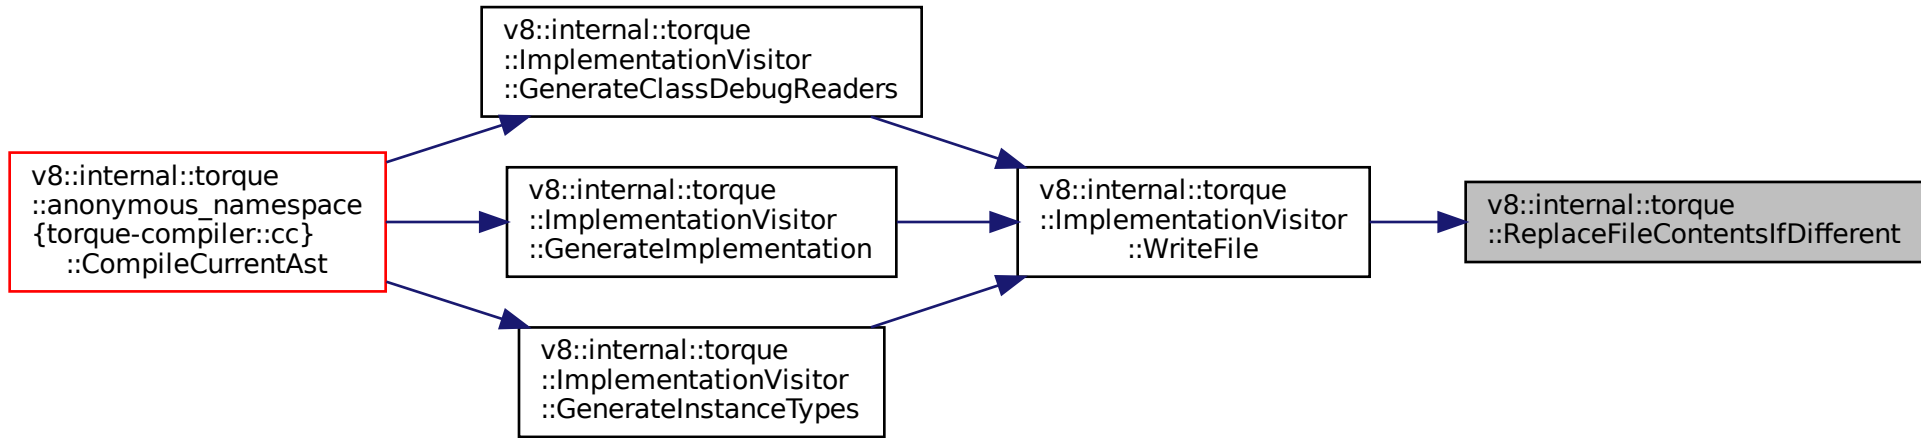 v8::internal::torque
::anonymous_namespace
{torque-compiler::cc}
::CompileCurrentAst
v8::internal::torque
::ImplementationVisitor
::GenerateClassDebugReaders
v8::internal::torque
::ImplementationVisitor
::GenerateImplementation
v8::internal::torque
::ImplementationVisitor
::GenerateInstanceTypes
v8::internal::torque
::ImplementationVisitor
::WriteFile
v8::internal::torque
::ReplaceFileContentsIfDifferent